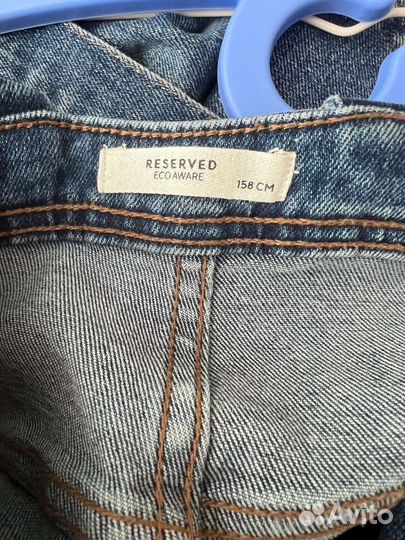 RESERVED
ECO AWARE
158 CM
Avito